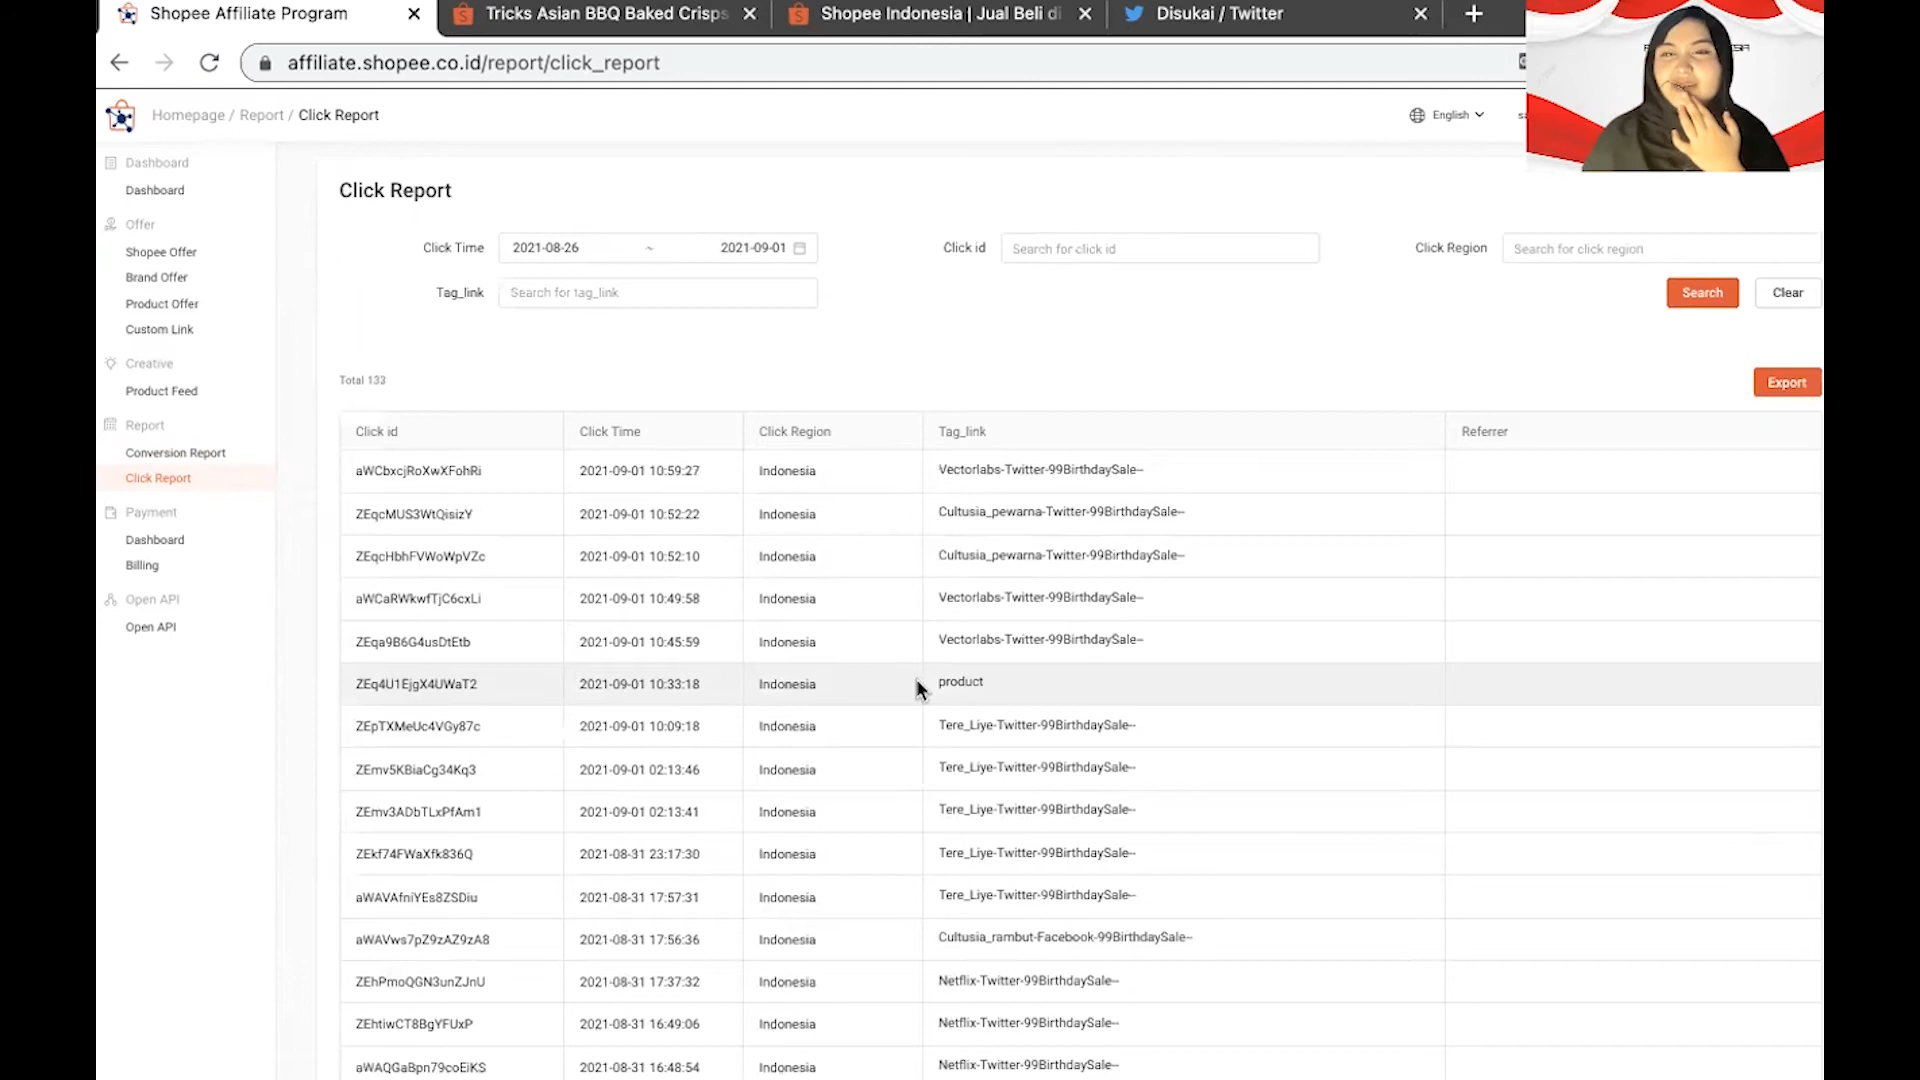 Shopee Affiliate Program
Tricks Asian BBQ Baked Crisps
Shopee Indonesia | Jual Beli di
Disukai / Twitter
affiliate.shopee.co.id/report/click_report
Homepage / Report / Click Report
English
Dashboard
Dashboard
Offer
Shopee Offer
Brand Offer
Product Offer
Custom Link
Creative
Product Feed
Report
Conversion Report
Click Report
Payment
Dashboard
Billing
Open API
Open API
Click Report
Click Time 2021-08-26 ~ 2021-09-01
Click id Search for click id
Click Region Search for click region
Tag_link Search for tag_link
Search Clear
Total 133
Export
Click id Click Time Click Region Tag_link Referrer
aWCbxcjRoXwXFohRi 2021-09-01 10:59:27 Indonesia Vectorlabs-Twitter-99BirthdaySale--
ZEqcMUS3WtQisizY 2021-09-01 10:52:22 Indonesia Cultusia_pewarna-Twitter-99BirthdaySale--
ZEqcHbhFVWoWpVZc 2021-09-01 10:52:10 Indonesia Cultusia_pewarna-Twitter-99BirthdaySale--
aWCaRWkwfTjC6cxLi 2021-09-01 10:49:58 Indonesia Vectorlabs-Twitter-99BirthdaySale--
ZEqa9B6G4usDtEtb 2021-09-01 10:45:59 Indonesia Vectorlabs-Twitter-99BirthdaySale--
ZEq4U1EjgX4UWaT2 2021-09-01 10:33:18 Indonesia product
ZEpTXMeUc4VGy87c 2021-09-01 10:09:18 Indonesia Tere_Liye-Twitter-99BirthdaySale--
ZEmv5KBiaCg34Kq3 2021-09-01 02:13:46 Indonesia Tere_Liye-Twitter-99BirthdaySale--
ZEmv3ADbTLxPfAm1 2021-09-01 02:13:41 Indonesia Tere_Liye-Twitter-99BirthdaySale--
ZEkf74FWaXfk836Q 2021-08-31 23:17:30 Indonesia Tere_Liye-Twitter-99BirthdaySale--
aWAVAfniYEs8ZSDiu 2021-08-31 17:57:31 Indonesia Tere_Liye-Twitter-99BirthdaySale--
aWAVws7pZ9zAZ9zA8 2021-08-31 17:56:36 Indonesia Cultusia_rambut-Facebook-99BirthdaySale--
ZEhPmoQGN3unZJnU 2021-08-31 17:37:32 Indonesia Netflix-Twitter-99BirthdaySale--
ZEhtiwCT8BgYFUxP 2021-08-31 16:49:06 Indonesia Netflix-Twitter-99BirthdaySale--
aWAQGaBpn79coEiKS 2021-08-31 16:48:54 Indonesia Netflix-Twitter-99BirthdaySale--